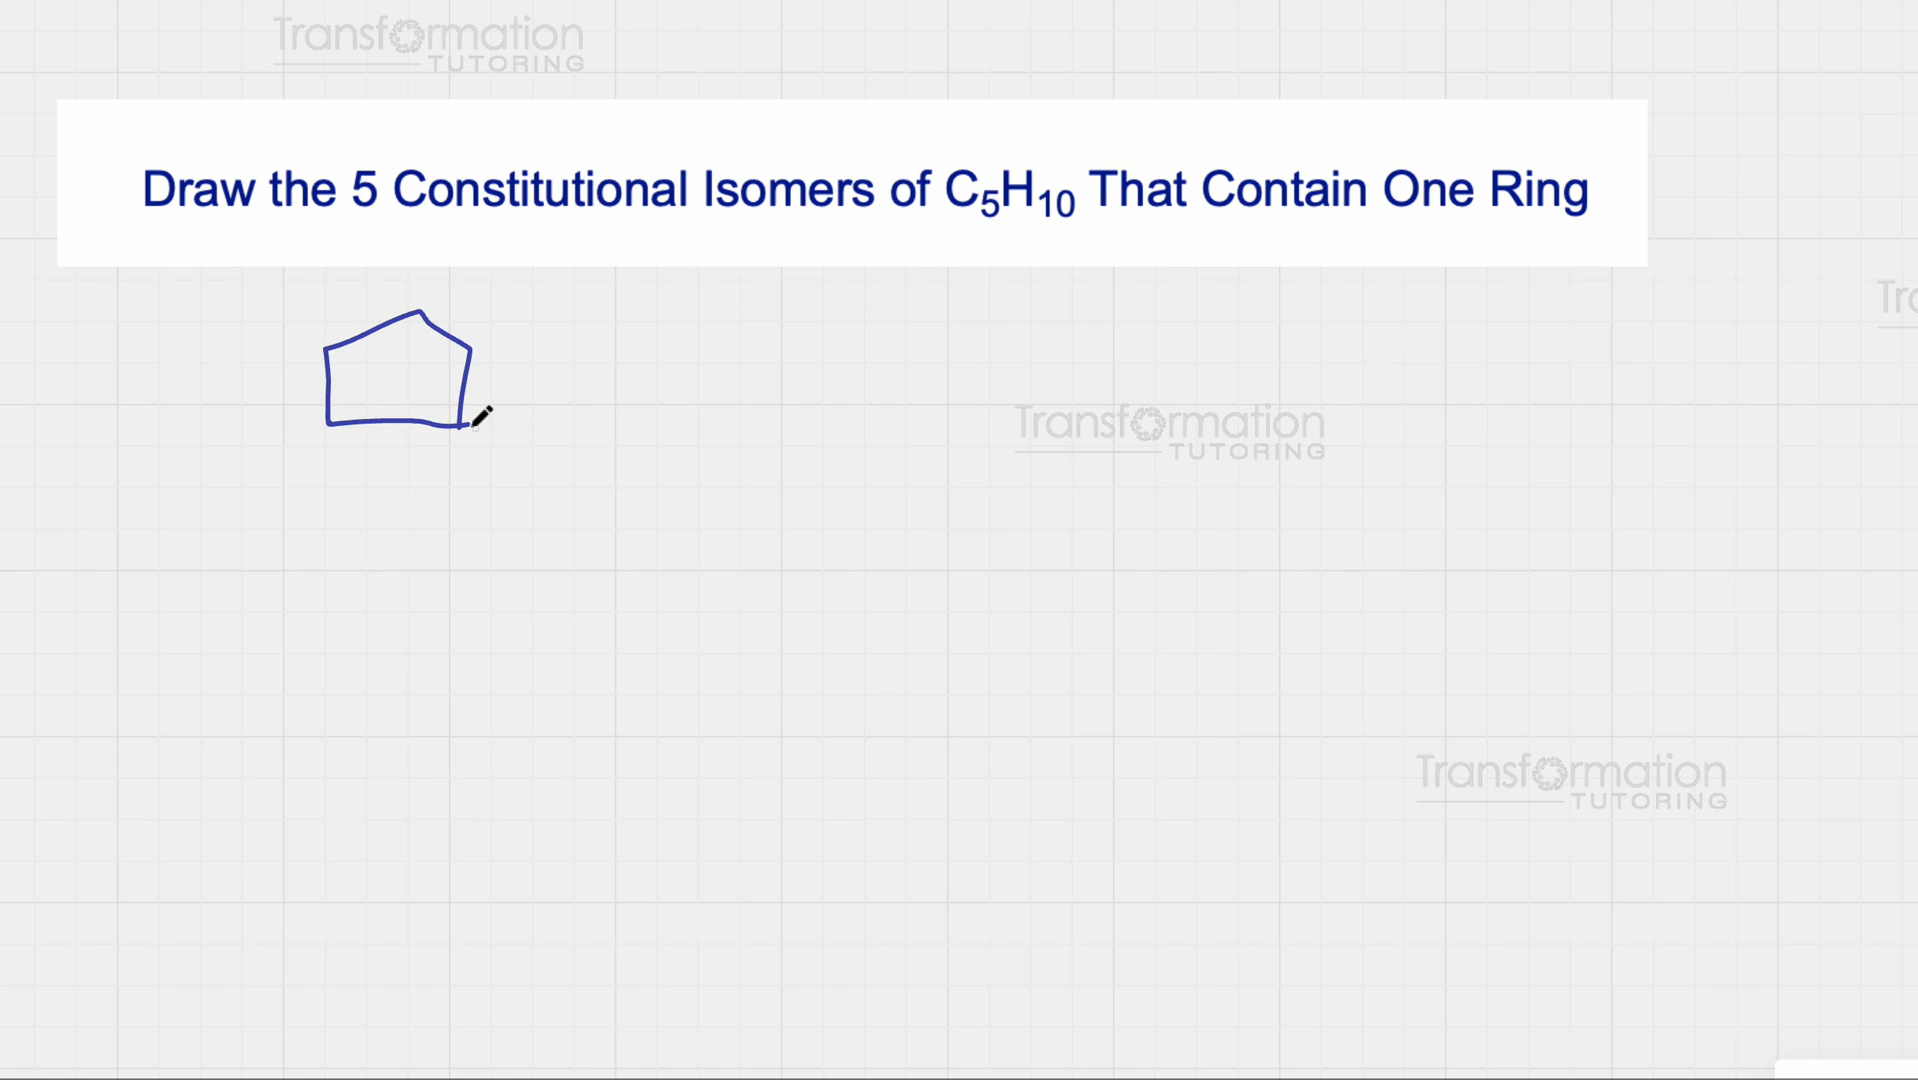 Transformation
TUTORING
Draw the 5 Constitutional Isomers of C₅H₁₀ That Contain One Ring
Transformation
TUTORING
Transformation
TUTORING